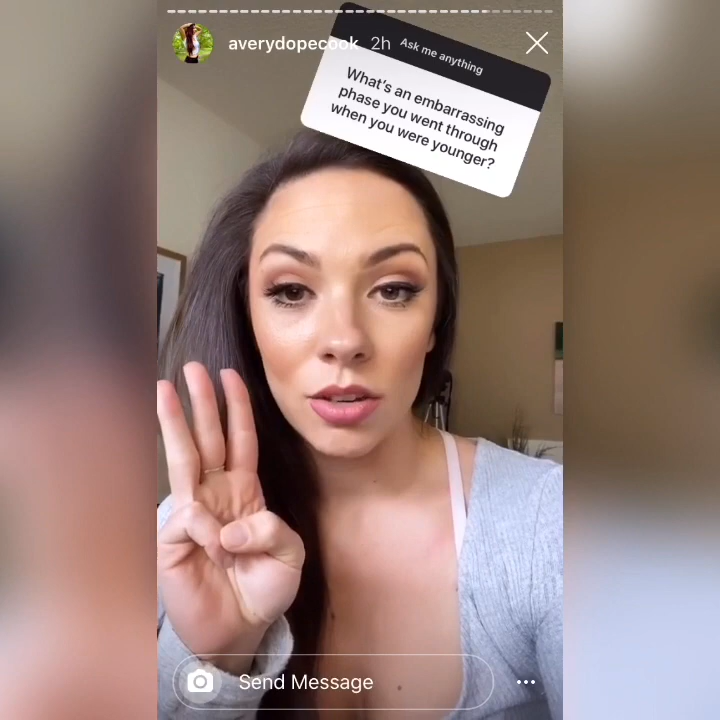 averydopecook 2h
Ask me anything
What's an embarrassing
phase you went through
when you were younger?
Send Message